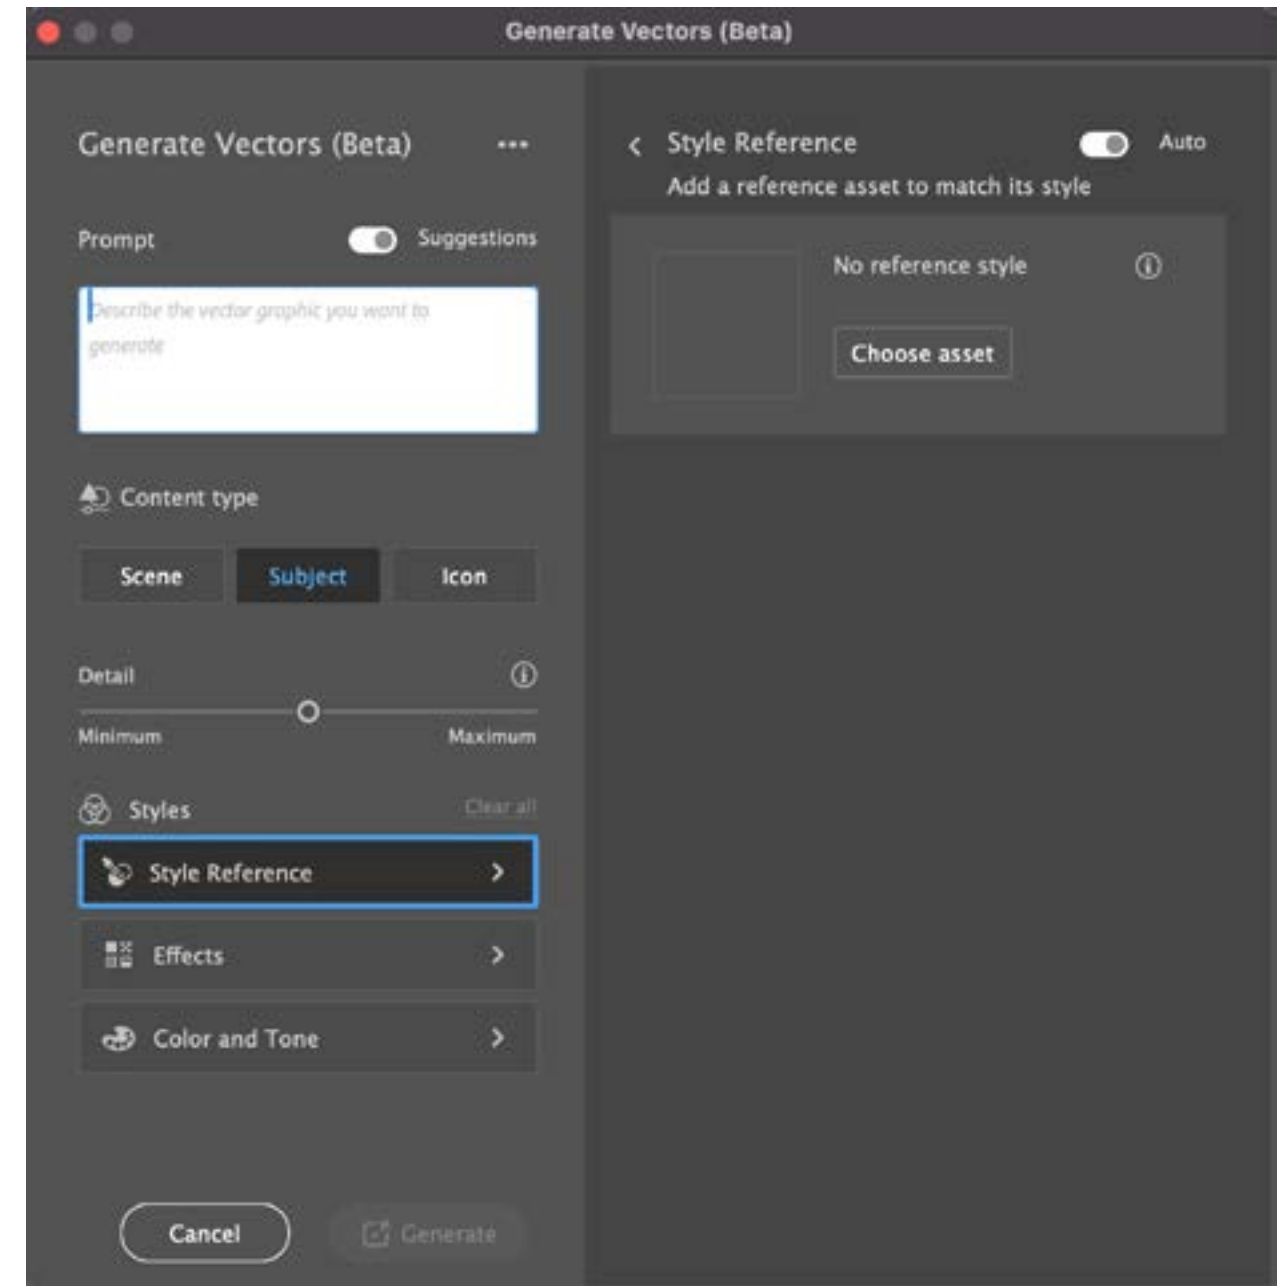 Generate Vectors (Beta)
Generate Vectors (Beta)
Prompt
Suggestions
Describe the vector graphic you want to
generate
Content type
Scene
Subject
Icon
Detail
Minimum
Maximum
Styles
Clear all
Style Reference
Effects
Color and Tone
Cancel
Generate
Style Reference
Auto
Add a reference asset to match its style
No reference style
Choose asset